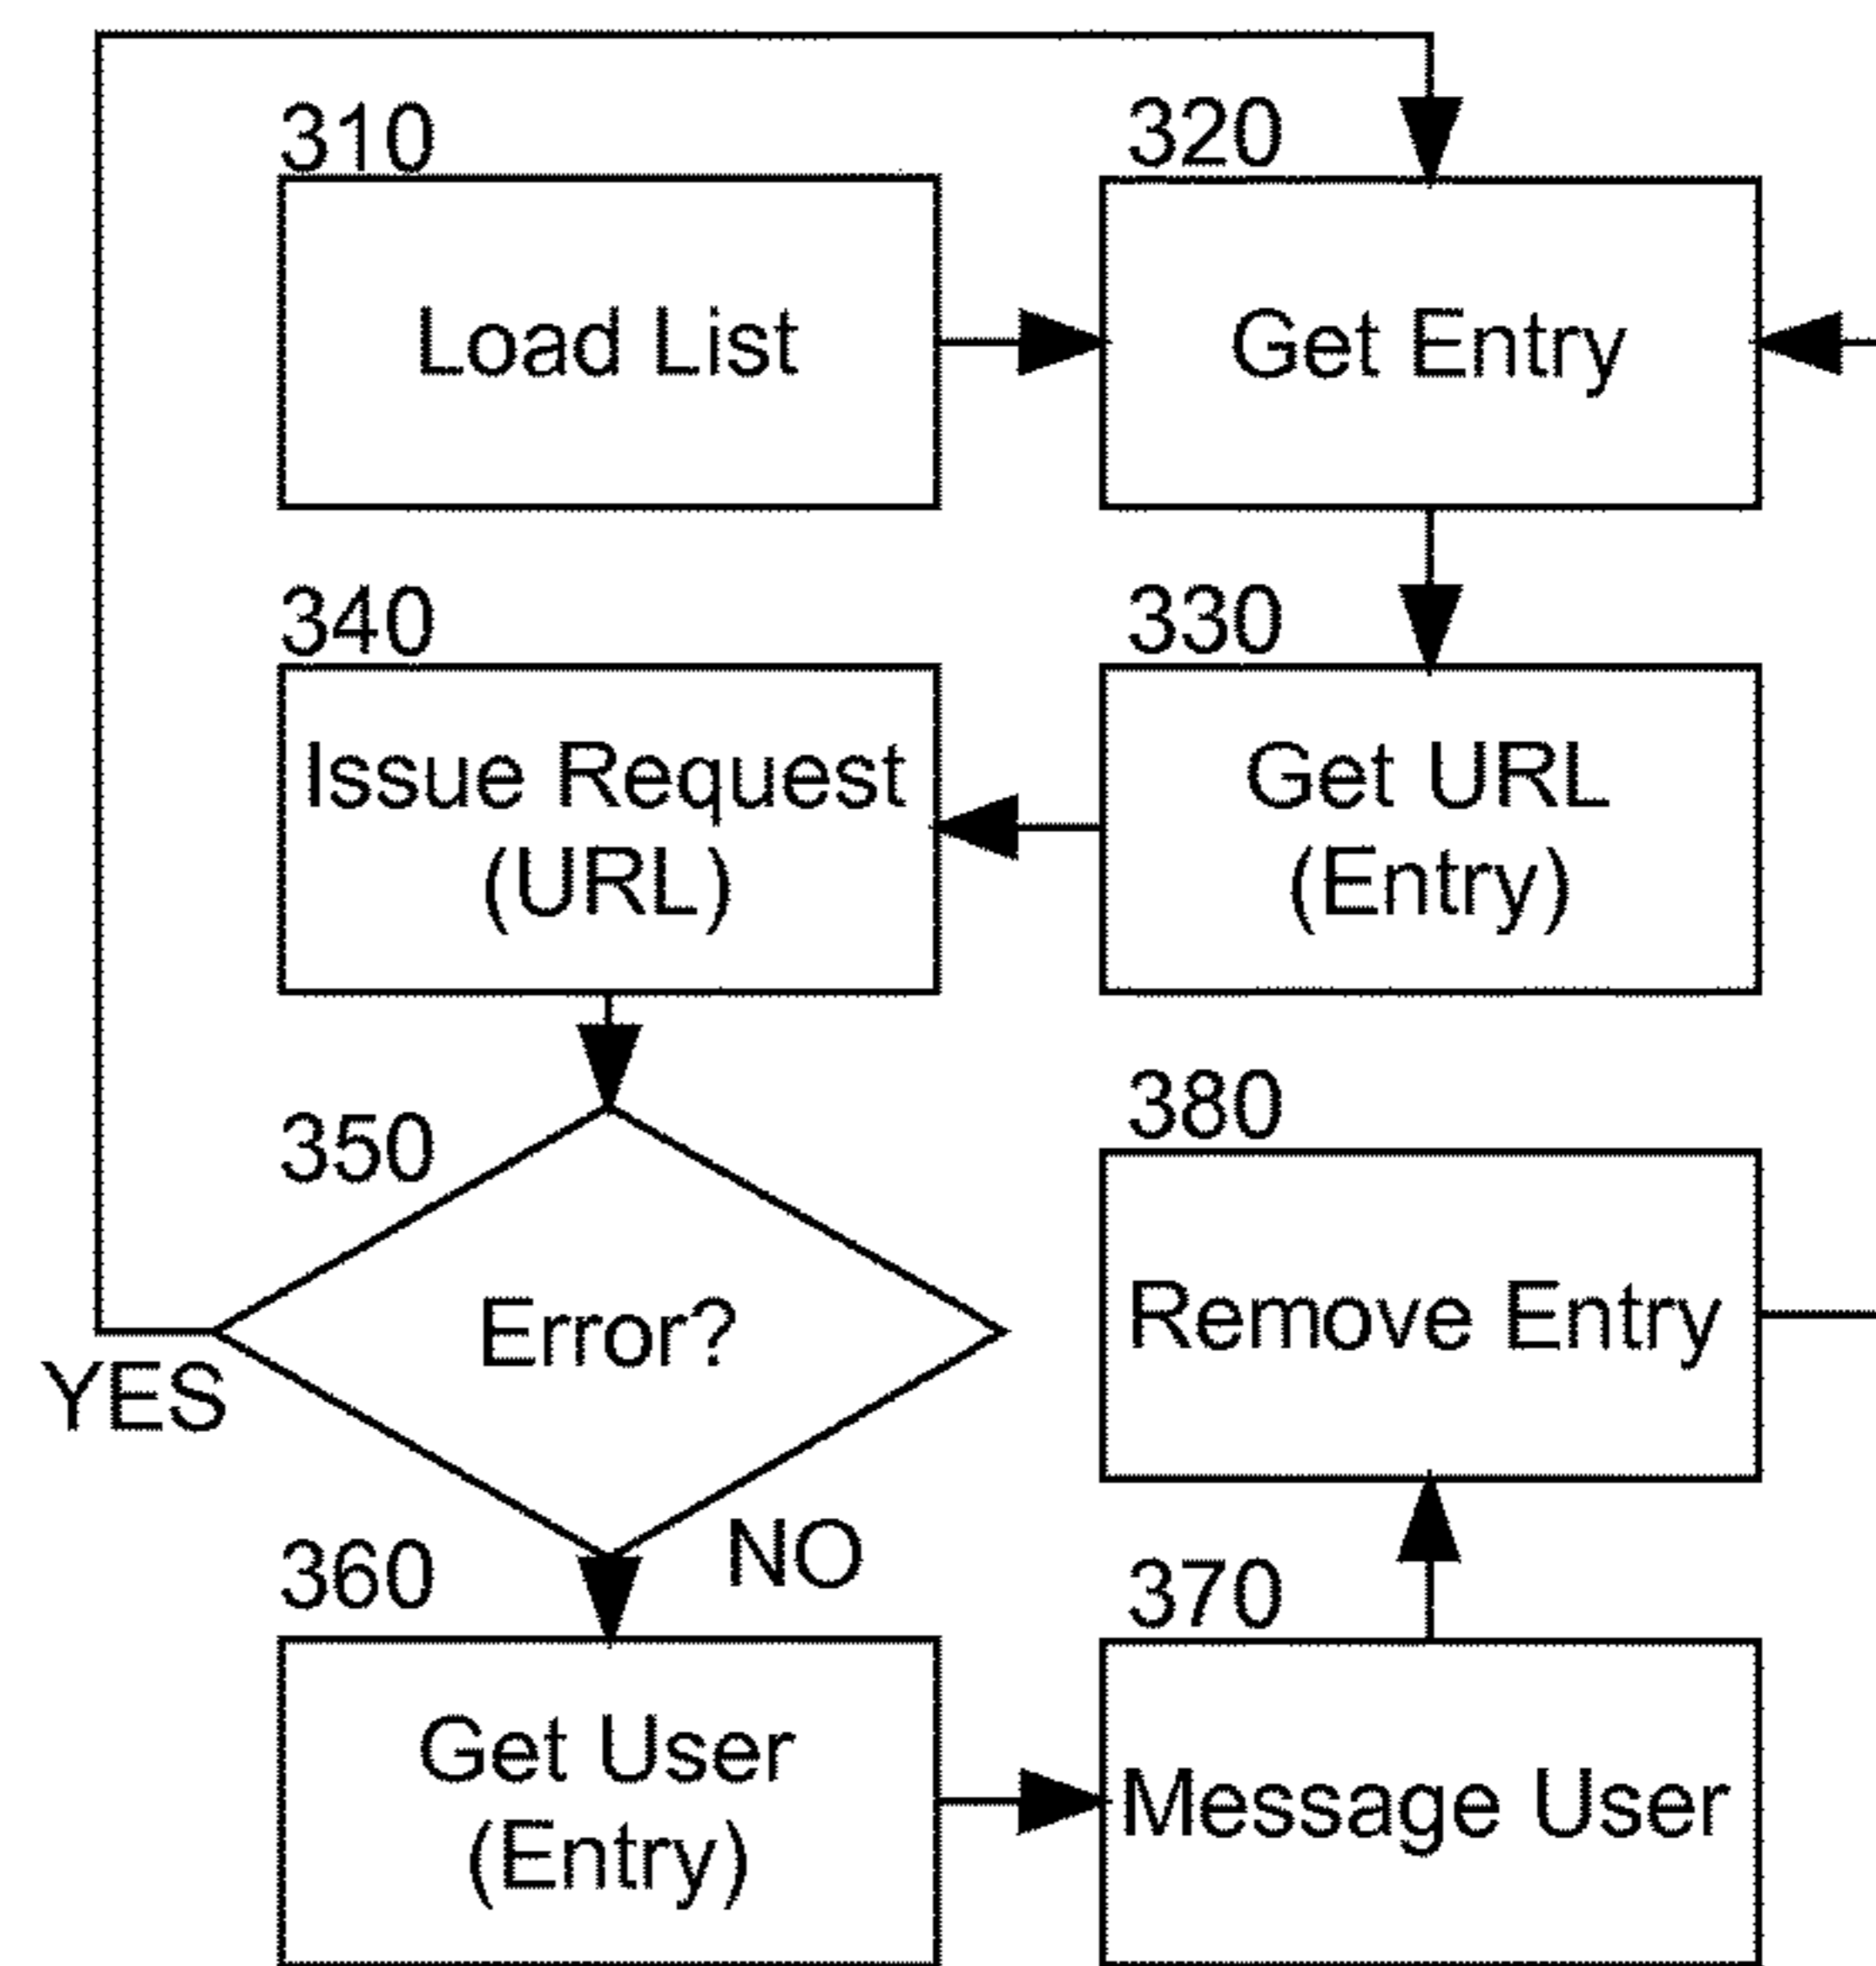 310
Load List
320
Get Entry
340
Issue Request
(URL)
330
Get URL
(Entry)
350
Error?
YES
NO
380
Remove Entry
360
Get User
(Entry)
370
Message User